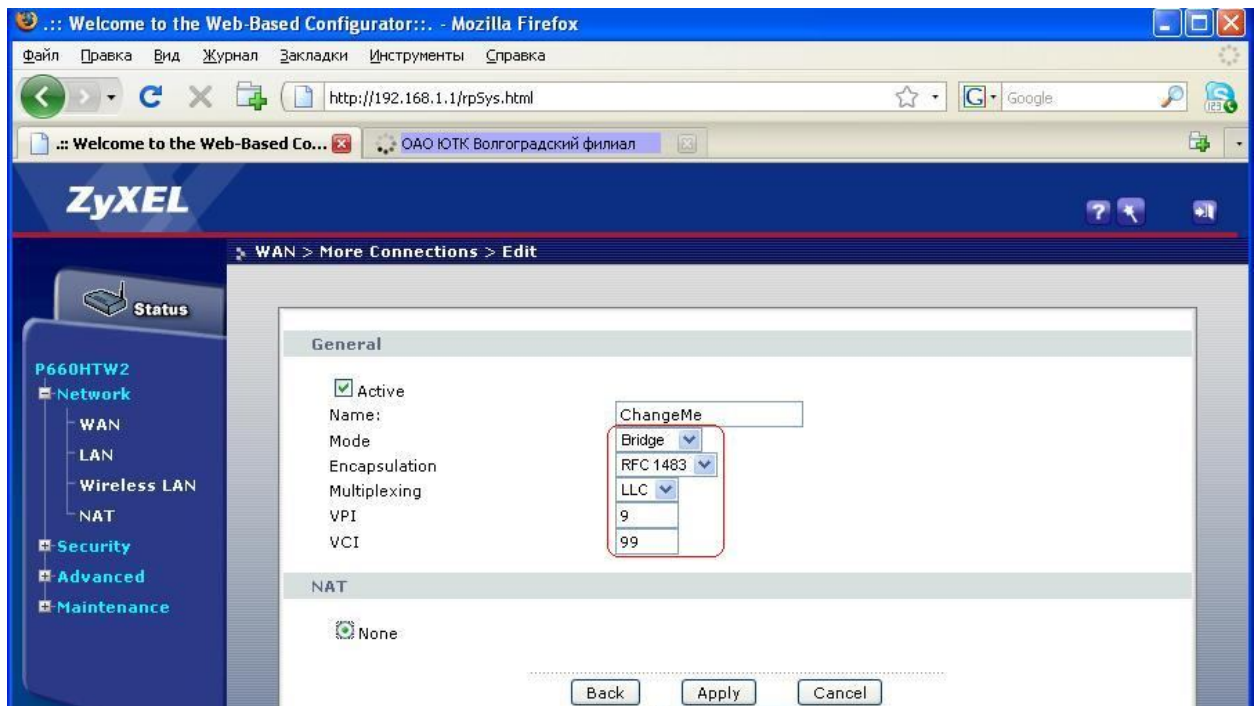 .:: Welcome to the Web-Based Configurator::. - Mozilla Firefox
Файл Правка Вид Журнал Закладки Инструменты Справка
http://192.168.1.1/rpSys.html
G Google
123
.:: Welcome to the Web-Based Co...
ОАО ЮТК Волгоградский филиал
ZyXEL
?
WAN > More Connections > Edit
Status
P660HTW2
Network
WAN
LAN
Wireless LAN
NAT
Security
Advanced
Maintenance
General
Active
Name: ChangeMe
Mode Bridge
Encapsulation RFC 1483
Multiplexing LLC
VPI 9
VCI 99
NAT
None
Back Apply Cancel